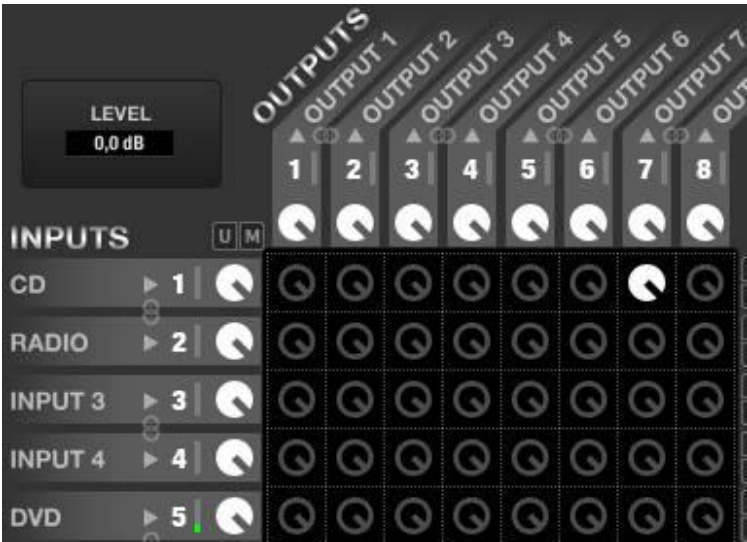 OUTPUTS
OUTPUT 1
OUTPUT 2
OUTPUT 3
OUTPUT 4
OUTPUT 5
OUTPUT 6
OUTPUT 7
LEVEL
0,0 dB
1 2 3 4 5 6 7 8
INPUTS U M
CD 1
RADIO 2
INPUT 3 3
INPUT 4 4
DVD 5